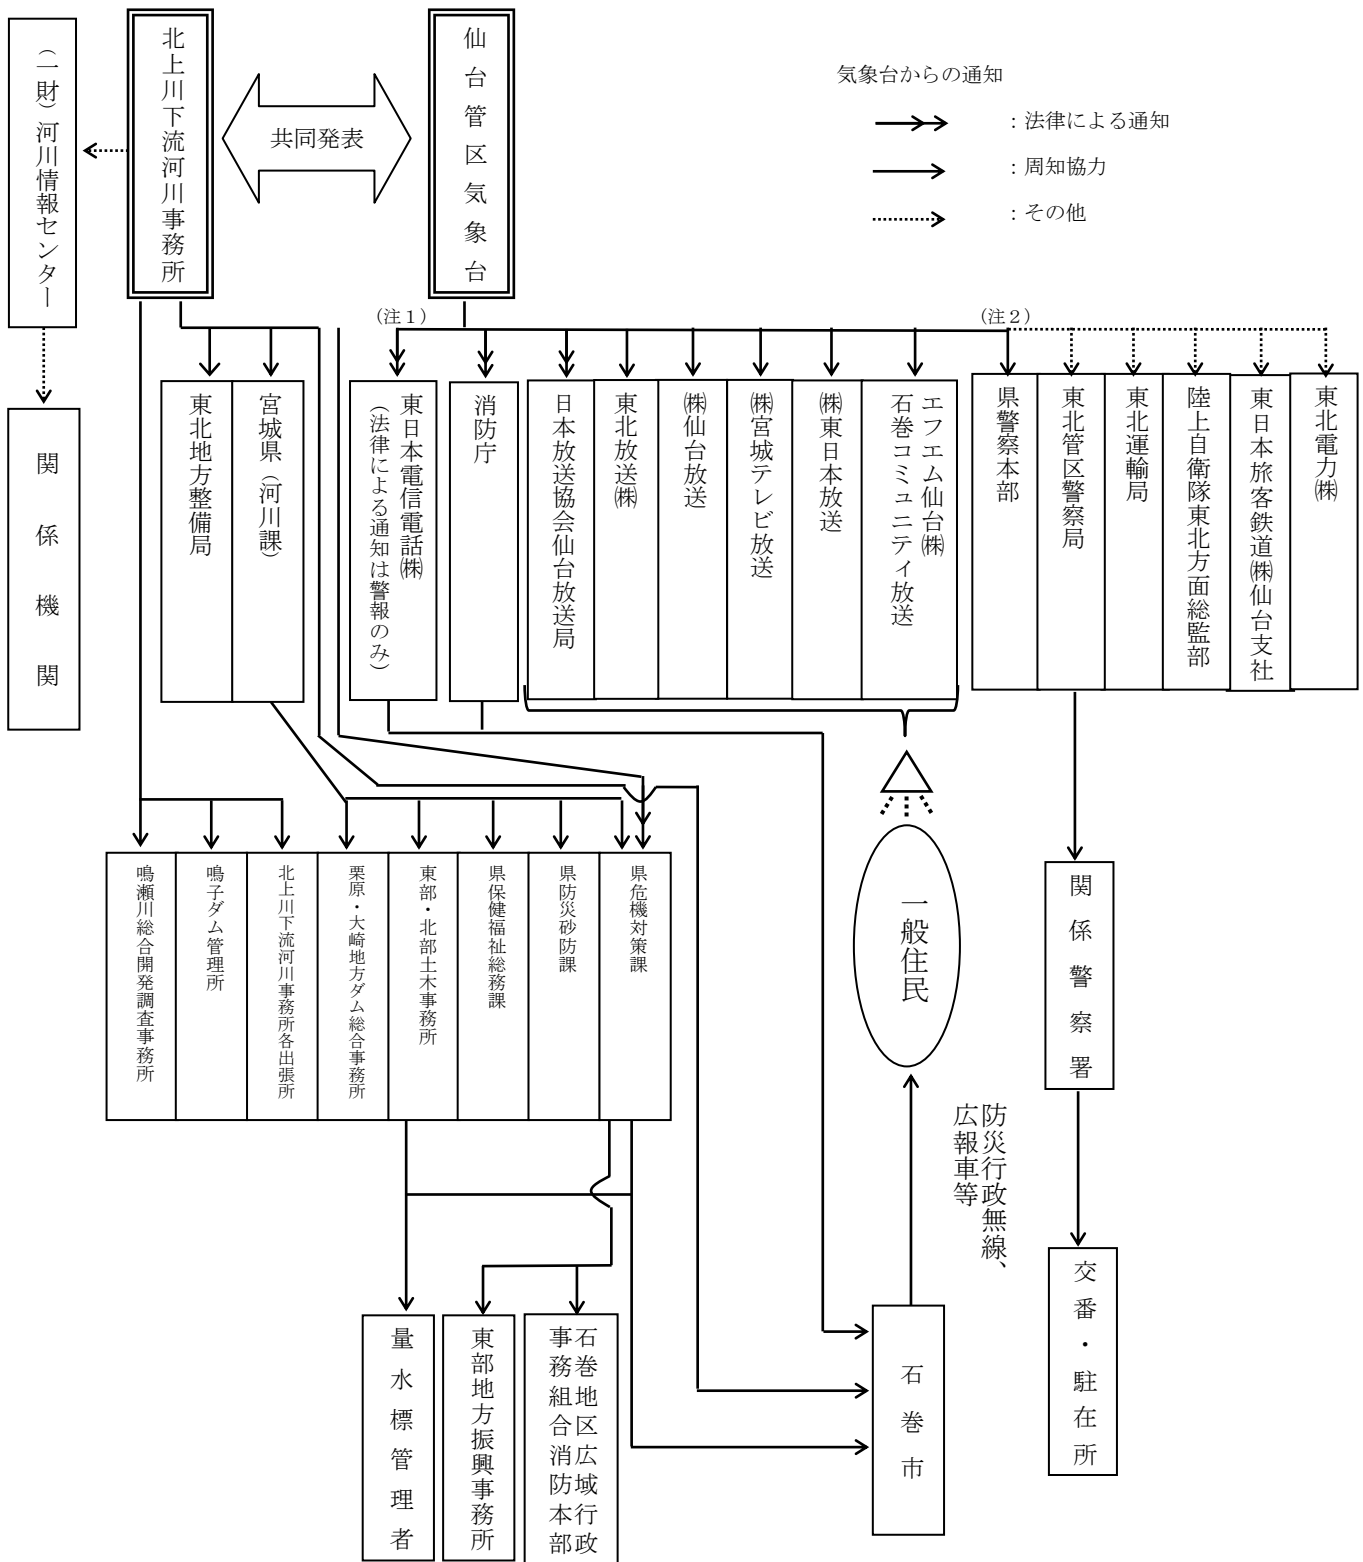 (一財)河川情報センター
北上川下流河川事務所
共同発表
仙台管区気象台
気象台からの通知
：法律による通知
：周知協力
：その他
(注1)
(注2)
関係機関
東北地方整備局
宮城県（河川課）
東日本電信電話㈱
（法律による通知は警報のみ）
消防庁
日本放送協会仙台放送局
東北放送㈱
㈱仙台放送
㈱宮城テレビ放送
㈱東日本放送
エフエム仙台㈱
石巻コミュニティ放送
県警察本部
東北管区警察局
東北運輸局
陸上自衛隊東北方面総監部
東日本旅客鉄道㈱仙台支社
東北電力㈱
鳴瀬川総合開発調査事務所
鳴子ダム管理所
北上川下流河川事務所各出張所
栗原・大崎地方ダム総合事務所
東部・北部土木事務所
県保健福祉総務課
県防災砂防課
県危機対策課
一般住民
関係警察署
防災行政無線、
広報車等
交番・駐在所
量水標管理者
東部地方振興事務所
石巻地区広域行政
事務組合消防本部
石巻市